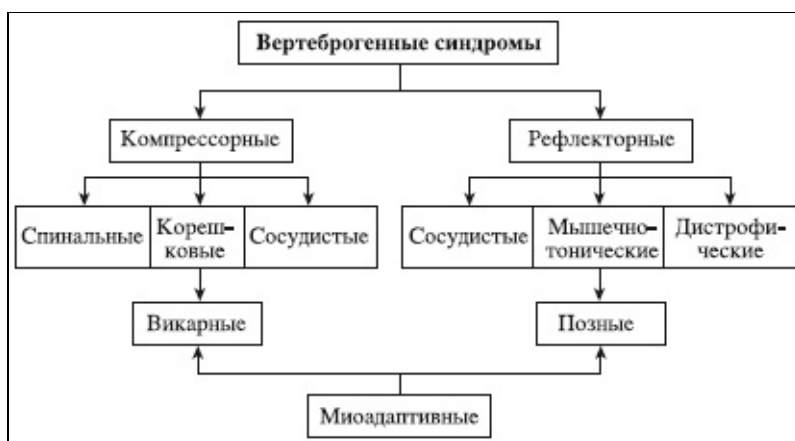 Вертеброгенные синдромы
Компрессорные
Рефлекторные
Спинальные
Кореш-
ковые
Сосудистые
Сосудистые
Мышечно-
тонические
Дистрофи-
ческие
Викарные
Позные
Миоадаптивные